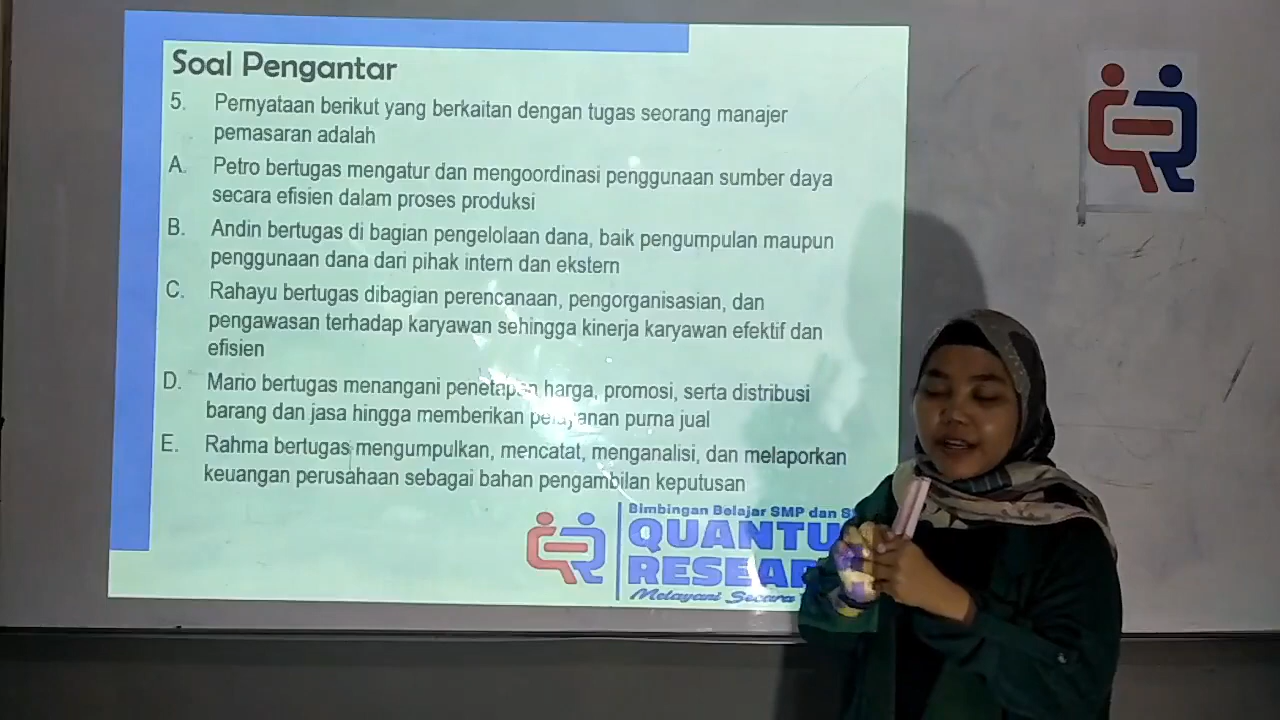 Soal Pengantar
5. Pernyataan berikut yang berkaitan dengan tugas seorang manajer
pemasaran adalah
A. Petro bertugas mengatur dan mengoordinasi penggunaan sumber daya
secara efisien dalam proses produksi
B. Andin bertugas di bagian pengelolaan dana, baik pengumpulan maupun
penggunaan dana dari pihak intern dan ekstern
C. Rahayu bertugas dibagian perencanaan, pengorganisasian, dan
pengawasan terhadap karyawan sehingga kinerja karyawan efektif dan
efisien
D. Mario bertugas menangani penetapan harga, promosi, serta distribusi
barang dan jasa hingga memberikan pelayanan purna jual
E. Rahma bertugas mengumpulkan, mencatat, menganalisi, dan melaporkan
keuangan perusahaan sebagai bahan pengambilan keputusan
Bimbingan Belajar SMP dan
QUANTU
RESEAR
Melayani Secara